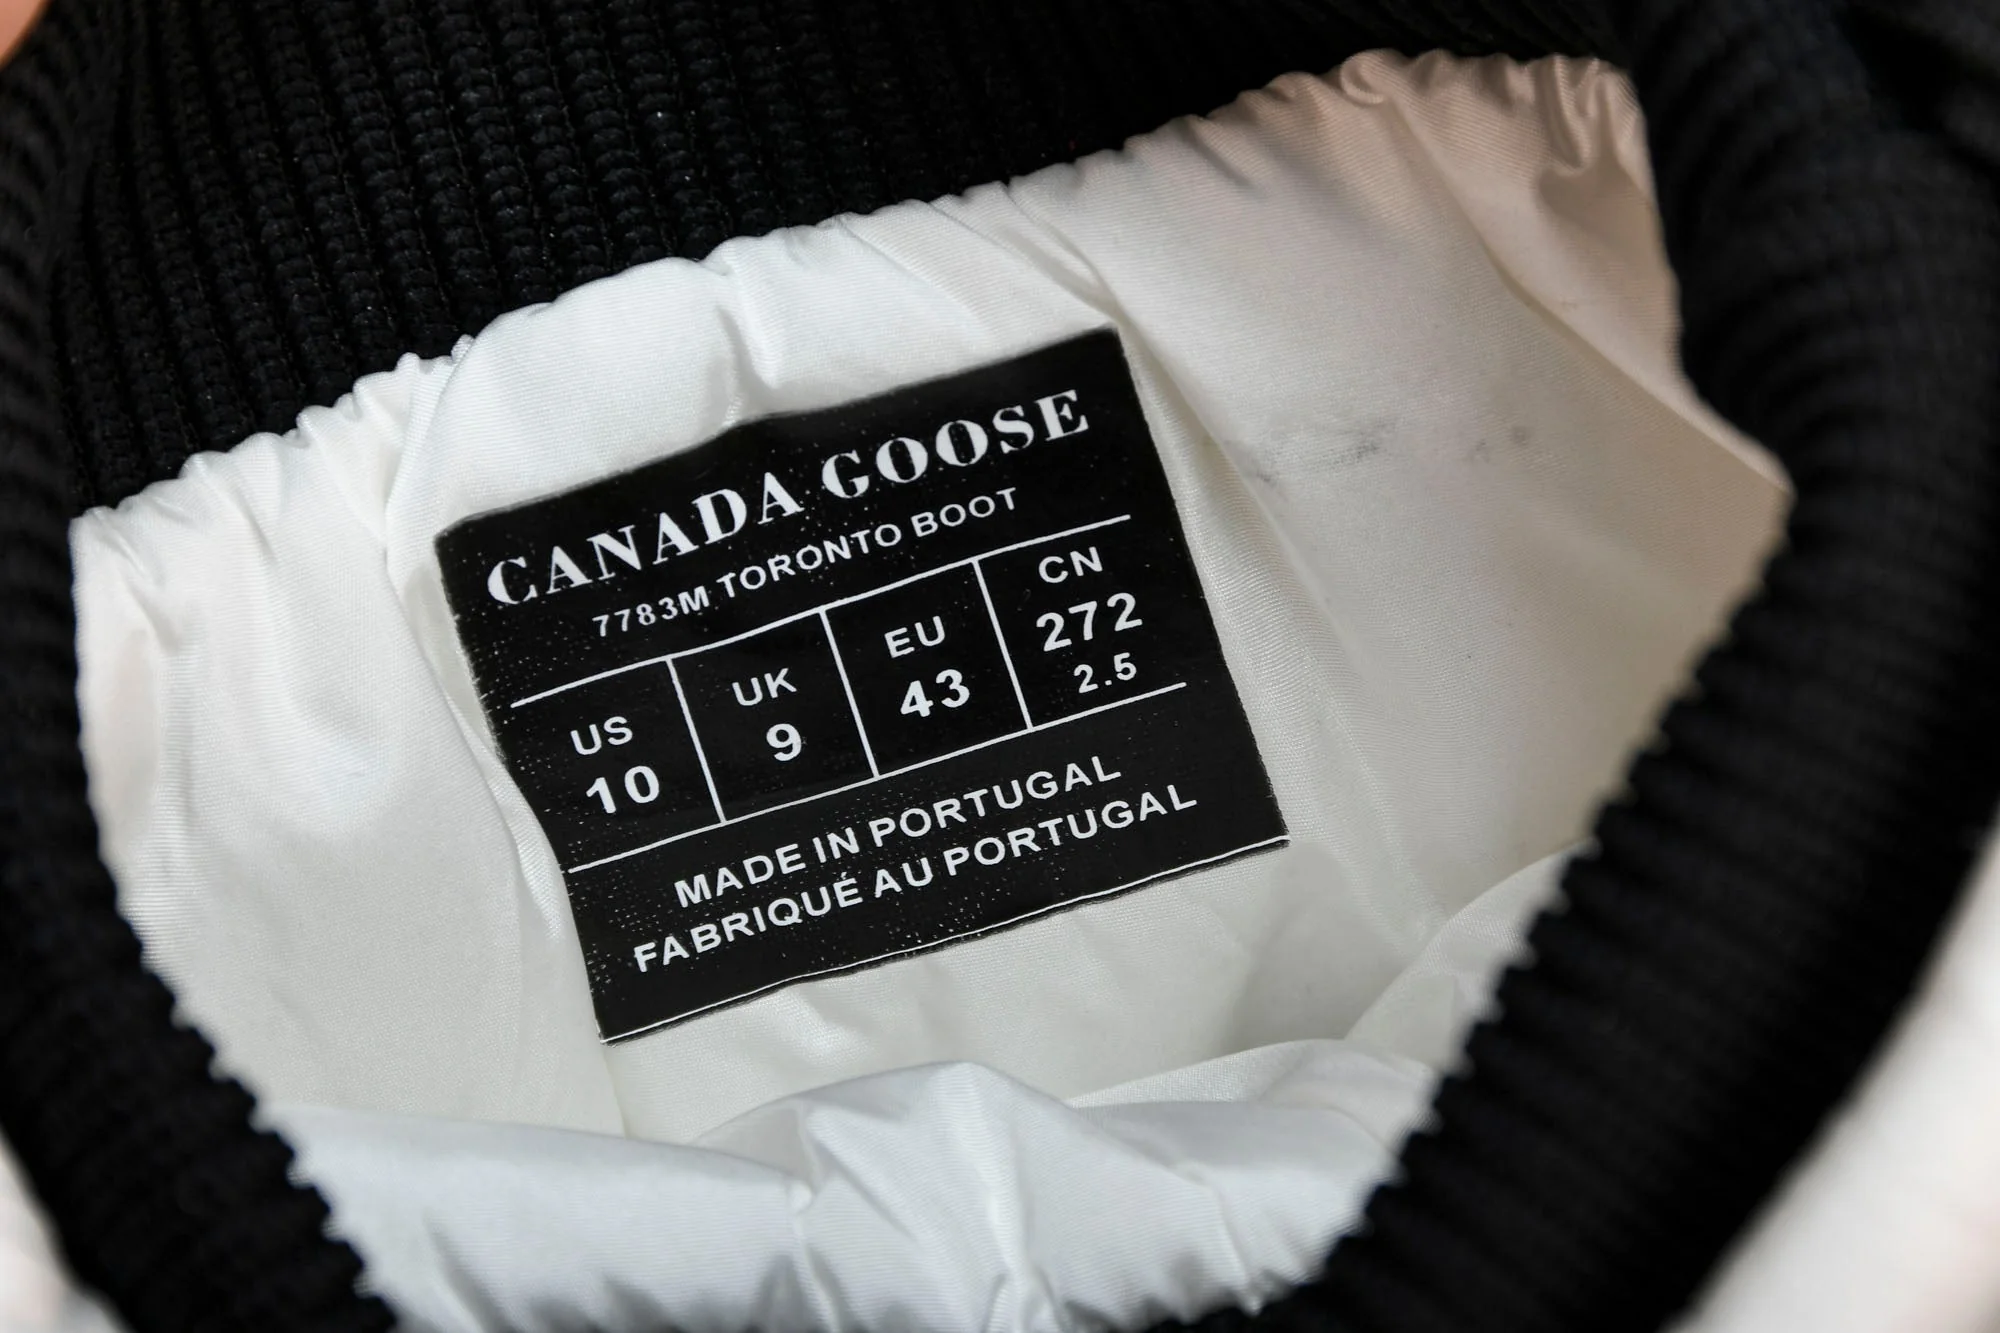 CANADA GOOSE
7783M TORONTO BOOT
US UK EU CN
10 9 43 272
2.5
MADE IN PORTUGAL
FABRIQUÉ AU PORTUGAL